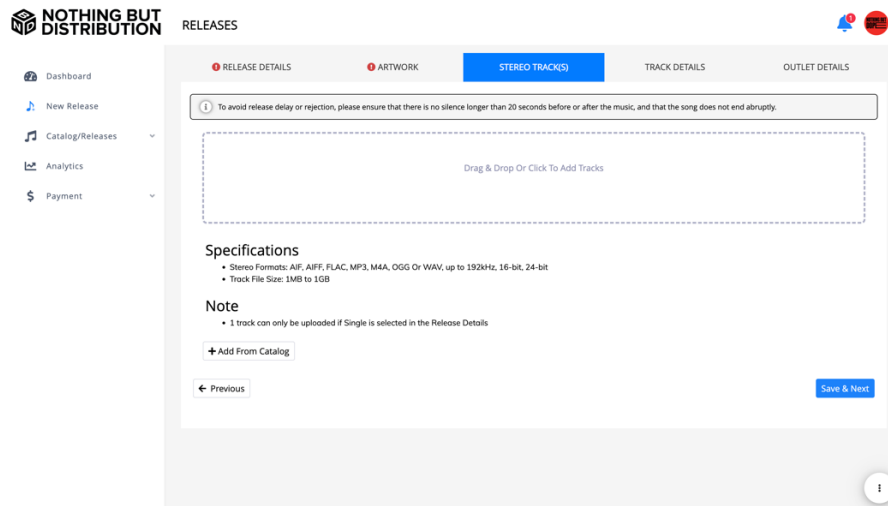 NOTHING BUT
DISTRIBUTION
RELEASES
1
Dashboard
New Release
Catalog/Releases
Analytics
Payment
RELEASE DETAILS
ARTWORK
STEREO TRACK(S)
TRACK DETAILS
OUTLET DETAILS
To avoid release delay or rejection, please ensure that there is no silence longer than 20 seconds before or after the music, and that the song does not end abruptly.
Drag & Drop Or Click To Add Tracks
Specifications
• Stereo Formats: AIF, AIFF, FLAC, MP3, M4A, OGG Or WAV, up to 192kHz, 16-bit, 24-bit
• Track File Size: 1MB to 1GB
Note
• 1 track can only be uploaded if Single is selected in the Release Details
+ Add From Catalog
← Previous
Save & Next